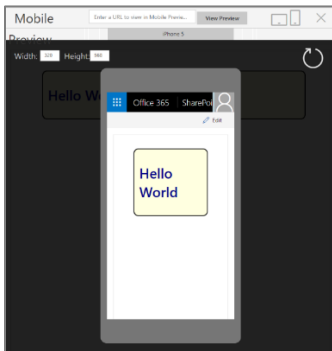 Mobile
Enter a URL to view in Mobile Previe...
View Preview
Preview
iPhone 5
Width: 320 Height: 568
Hello W
Office 365 SharePoi
Edit
Hello
World